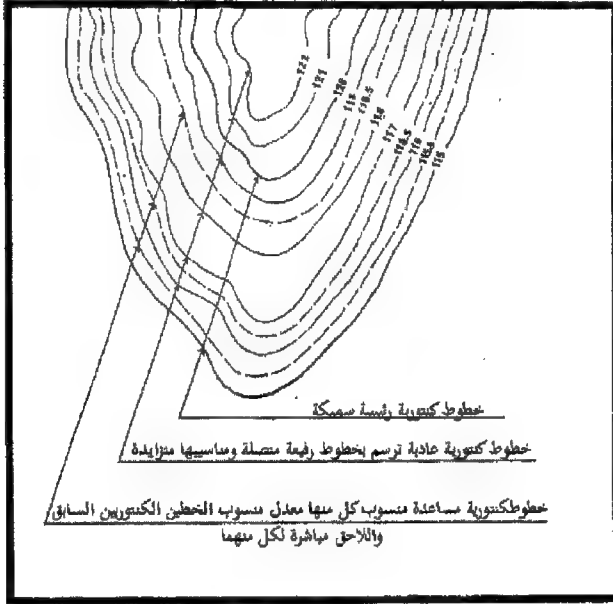 122
121
120
119
118.5
118
117
116.5
116
115.5
115
خطوط كنتورية رئيسة سميكة
خطوط كنتورية عادية ترسم بخطوط رفيعة متصلة ومناسيبها متزايدة
خطوط كنتورية مساعدة منسوب كل منها معدل منسوب الخطين الكنتوريين السابق
واللاحق مباشرة لكل منهما